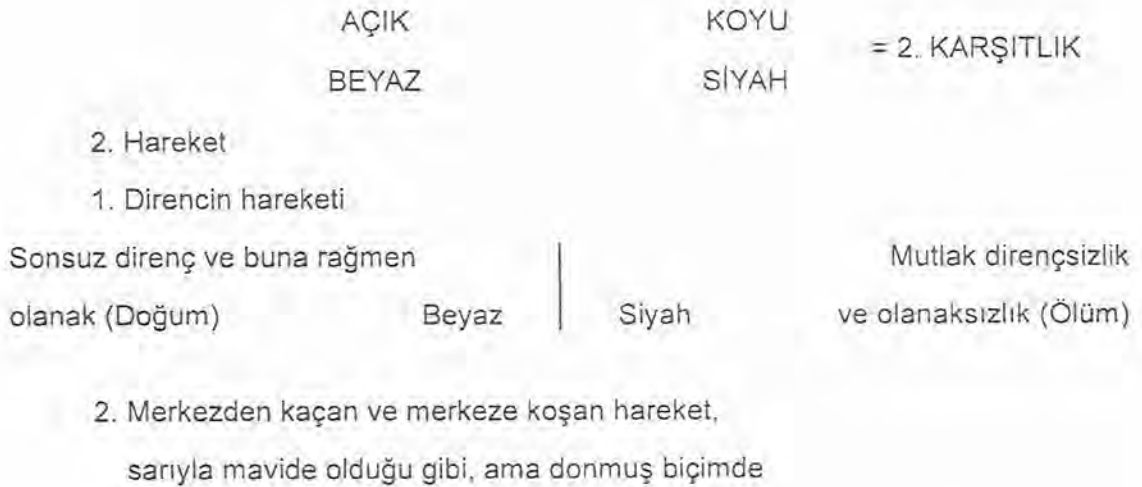 AÇIK KOYU
= 2. KARŞITLIK
BEYAZ SİYAH
2. Hareket
1. Direncin hareketi
Sonsuz direnç ve buna rağmen Mutlak dirençsizlik
olanak (Doğum) Beyaz Siyah ve olanaksızlık (Ölüm)
2. Merkezden kaçan ve merkeze koşan hareket,
sarıyla mavide olduğu gibi, ama donmuş biçimde